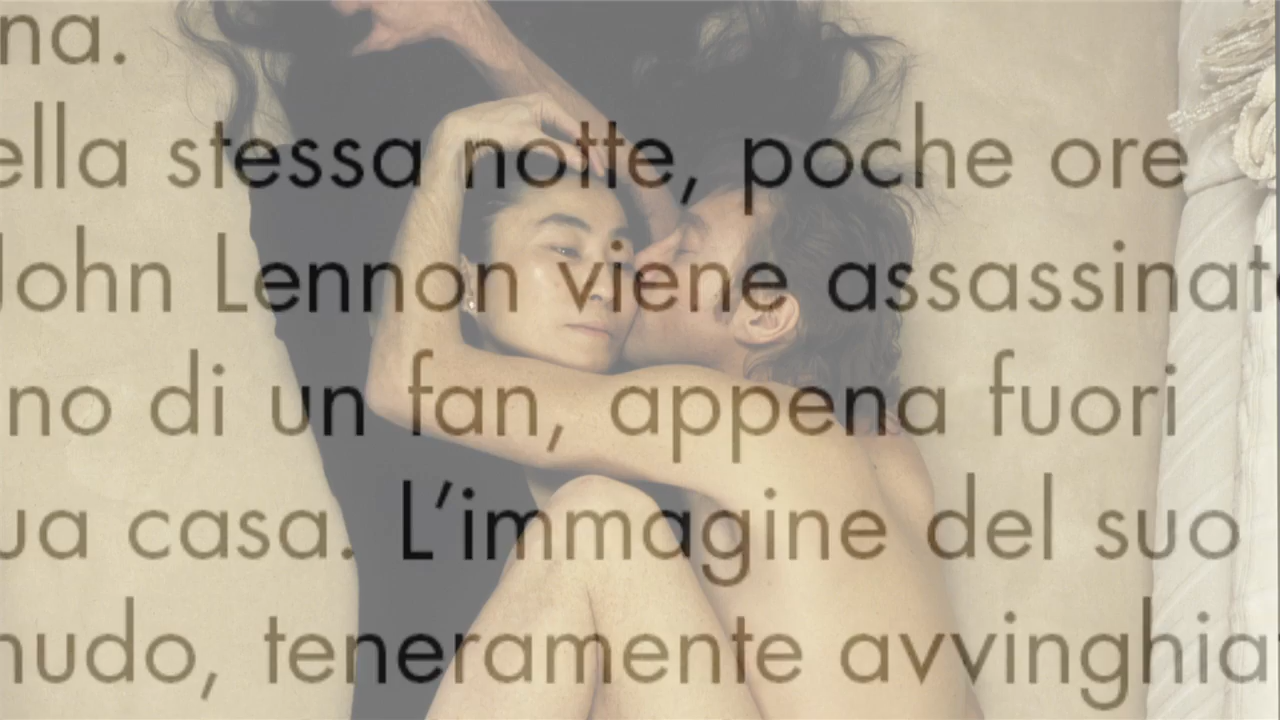 na.
ella stessa notte, poche ore
John Lennon viene assassinat
no di un fan, appena fuori
ua casa. L’immagine del suo
nudo, teneramente avvinghia